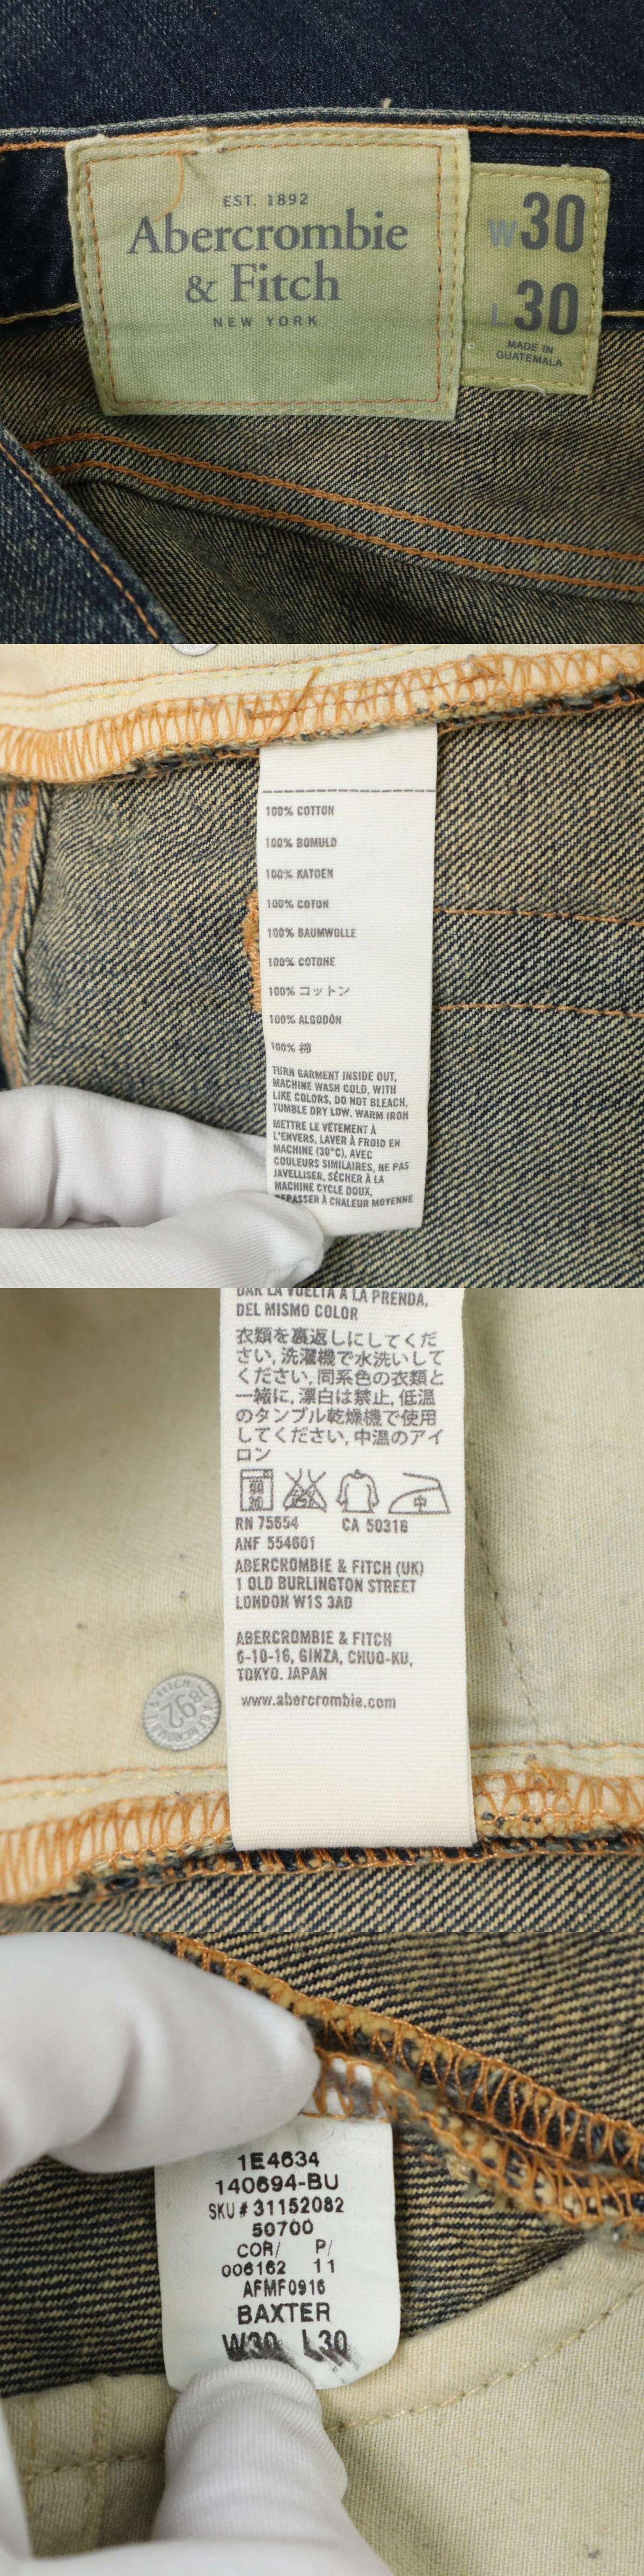 EST. 1892
Abercrombie
& Fitch
NEW YORK
W30
L30
MADE IN
GUATEMALA
100% COTTON
100% BOMULD
100% KATOEN
100% COTON
100% BAUMWOLLE
100% COTONE
100% コットン
100% ALGODÓN
100% 綿
TURN GARMENT INSIDE OUT,
MACHINE WASH COLD, WITH
LIKE COLORS, DO NOT BLEACH,
TUMBLE DRY LOW, WARM IRON
METTRE LE VÊTEMENT À
L'ENVERS, LAVER À FROID EN
MACHINE (30°C), AVEC
COULEURS SIMILAIRES, NE PAS
JAVELLISER, SÉCHER À LA
MACHINE CYCLE DOUX,
REPASSER À CHALEUR MOYENNE
DAR LA VUELTA A LA PRENDA,
DEL MISMO COLOR
衣類を裏返しにしてくだ
さい, 洗濯機で水洗いして
ください, 同系色の衣類と
一緒に, 漂白は禁止, 低温
のタンブル乾燥機で使用
してください, 中温のアイ
ロン
中
RN 75654 CA 50316
ANF 554601
ABERCROMBIE & FITCH (UK)
1 OLD BURLINGTON STREET
LONDON W1S 3AD
ABERCROMBIE & FITCH
6-10-16, GINZA, CHUO-KU,
TOKYO. JAPAN
www.abercrombie.com
1892
1E4634
140694-BU
SKU # 31152082
50700
COR/ P/
006162 11
AFMF0916
BAXTER
W30 L30